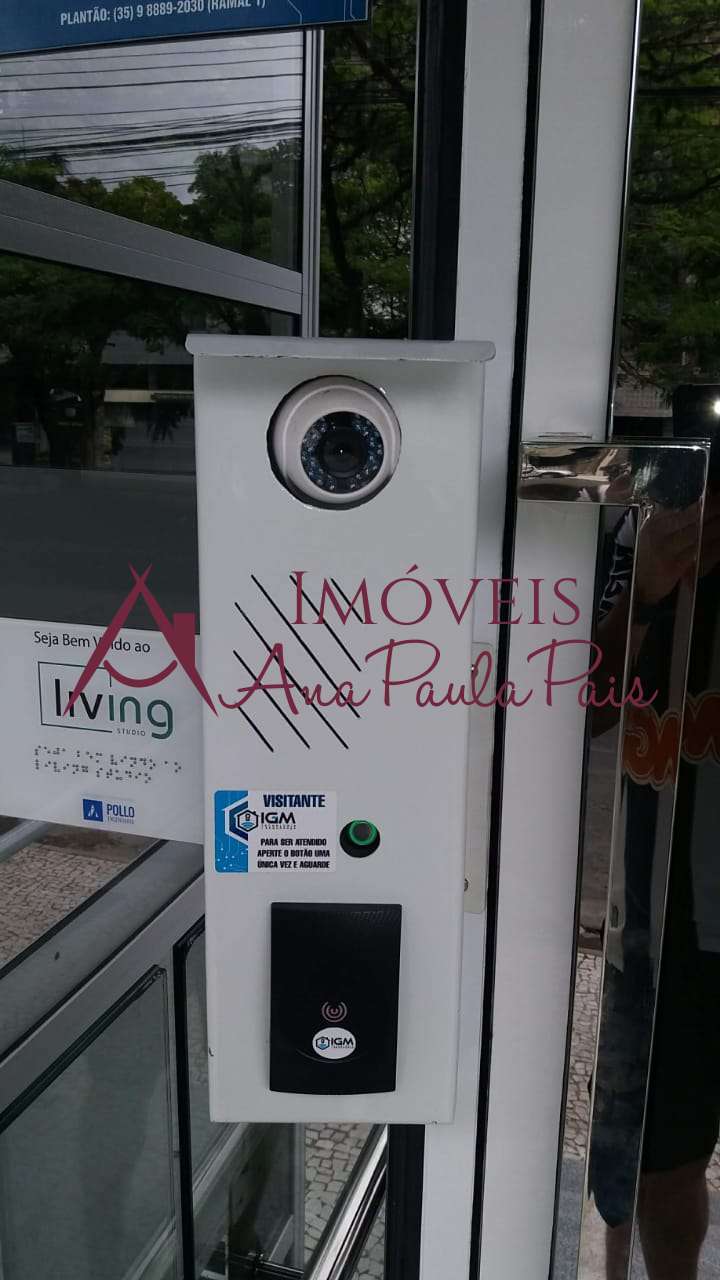 PLANTÃO: (35) 9 8889-2030 (RAMAL 1)
IMÓVEIS
Ana Paula Pais
Seja Bem Vindo ao
living
STUDIO
POLLO
ENGENHARIA
VISITANTE
IGM
PARA SER ATENDIDO
APERTE O BOTÃO UMA
ÚNICA VEZ E AGUARDE
IGM